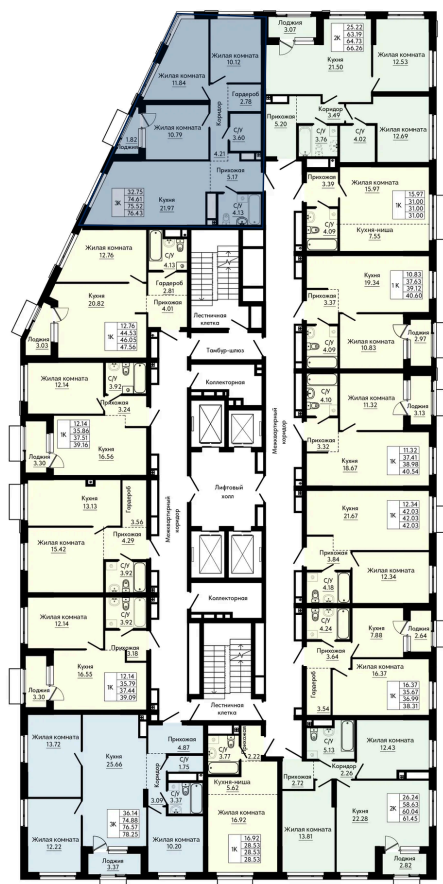 Жилая комната
11.84
Жилая комната
10.12
Гардероб
2.78
Коридор
4.21
Жилая комната
10.79
1.82
Лоджия
С/У
3.60
Прихожая
5.17
3К
32.75
74.61
75.52
76.43
Кухня
21.97
С/У
4.13
Лоджия
3.07
2К
25.22
63.19
64.73
66.26
Кухня
21.50
Жилая комната
12.53
Прихожая
5.20
Коридор
3.49
С/У
3.76
С/У
4.02
Жилая комната
12.69
Прихожая
3.39
Жилая комната
15.97
1К
15.97
31.00
31.00
31.00
С/У
4.09
Кухня-ниша
7.55
Жилая комната
12.76
С/У
4.13
Гардероб
2.81
Прихожая
4.01
Кухня
20.82
Лоджия
3.03
1К
12.76
44.53
46.05
47.56
Лестничная
клетка
Тамбур-шлюз
Коллекторная
Кухня
19.34
1К
10.83
37.63
39.12
40.60
Прихожая
3.37
С/У
4.09
Жилая комната
10.83
Лоджия
2.97
Жилая комната
12.14
С/У
3.92
Прихожая
3.24
1К
12.14
35.86
37.51
39.16
Кухня
16.56
Лоджия
3.30
С/У
4.10
Жилая комната
11.32
Лоджия
3.13
Прихожая
3.32
Кухня
18.67
1К
11.32
37.41
38.98
40.54
Межквартирный
коридор
Лифтовый
холл
Межквартирный
коридор
Кухня
13.13
Гардероб
3.56
Прихожая
4.29
Жилая комната
15.42
С/У
3.92
Кухня
21.67
1К
12.34
42.03
42.03
42.03
Прихожая
3.84
С/У
4.18
Жилая комната
12.34
Коллекторная
Жилая комната
12.14
С/У
3.92
Прихожая
3.18
Кухня
16.55
Лоджия
3.30
1К
12.14
35.79
37.44
39.09
С/У
4.24
Кухня
7.88
Лоджия
2.64
Прихожая
3.64
Жилая комната
16.37
Гардероб
3.54
1К
16.37
35.67
36.99
38.31
Лестничная
клетка
Жилая комната
13.72
Кухня
25.66
Прихожая
4.87
С/У
1.75
Коридор
3.09
С/У
3.37
3К
36.14
74.88
76.57
78.25
Жилая комната
12.22
Лоджия
3.37
Жилая комната
10.20
С/У
3.77
Прихожая
2.22
Кухня-ниша
5.62
Жилая комната
16.92
1К
16.92
28.53
28.53
28.53
С/У
5.13
Жилая комната
12.43
Коридор
2.26
Прихожая
2.72
Жилая комната
13.81
Кухня
22.28
2К
26.24
58.63
60.04
61.45
Лоджия
2.82